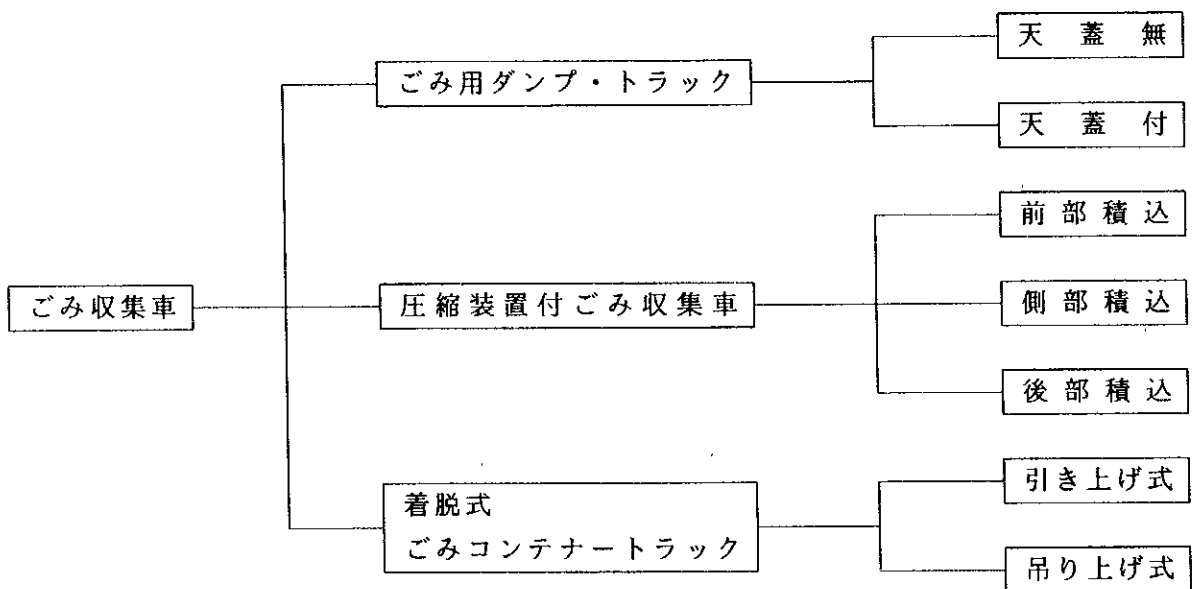 ごみ収集車
ごみ用ダンプ・トラック
天蓋無
天蓋付
圧縮装置付ごみ収集車
前部積込
側部積込
後部積込
着脱式
ごみコンテナートラック
引き上げ式
吊り上げ式